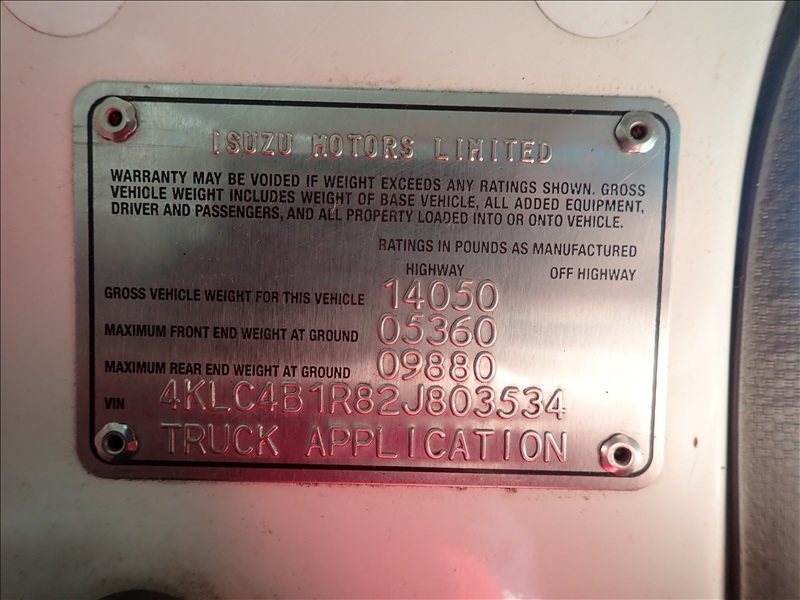 ISUZU MOTORS LIMITED
WARRANTY MAY BE VOIDED IF WEIGHT EXCEEDS ANY RATINGS SHOWN. GROSS
VEHICLE WEIGHT INCLUDES WEIGHT OF BASE VEHICLE, ALL ADDED EQUIPMENT,
DRIVER AND PASSENGERS, AND ALL PROPERTY LOADED INTO OR ONTO VEHICLE.
RATINGS IN POUNDS AS MANUFACTURED
HIGHWAY OFF HIGHWAY
GROSS VEHICLE WEIGHT FOR THIS VEHICLE 14050
MAXIMUM FRONT END WEIGHT AT GROUND 05360
MAXIMUM REAR END WEIGHT AT GROUND 09880
VIN 4KLC4B1R82J803534
TRUCK APPLICATION